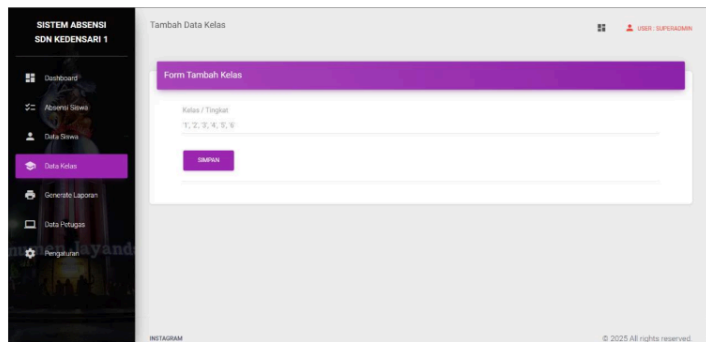 SISTEM ABSENSI
SDN KEDENSARI 1
Tambah Data Kelas
USER : SUPERADMIN
Dashboard
Absensi Siswa
Data Siswa
Data Kelas
Generate Laporan
Data Petugas
Pengaturan
Form Tambah Kelas
Kelas / Tingkat
'1', '2', '3', '4', '5', '6'
SIMPAN
INSTAGRAM
© 2025 All rights reserved.